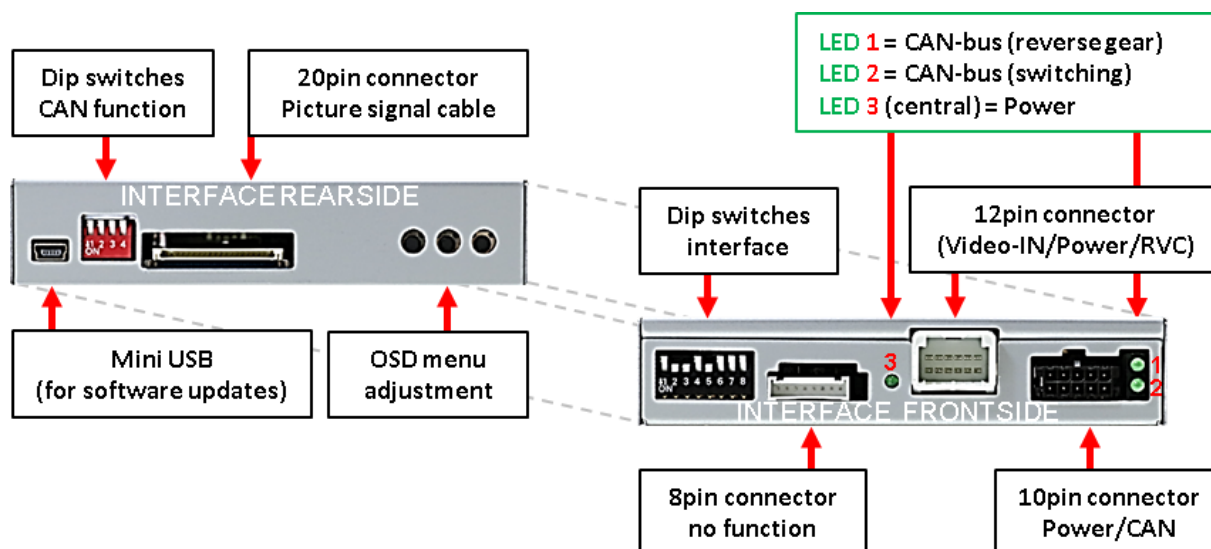 LED 1 = CAN-bus (reverse gear)
LED 2 = CAN-bus (switching)
LED 3 (central) = Power
Dip switches
CAN function
20pin connector
Picture signal cable
INTERFACE REARSIDE
1 2 3 4
ON
Dip switches
interface
12pin connector
(Video-IN/Power/RVC)
Mini USB
(for software updates)
OSD menu
adjustment
1 2 3 4 5 6 7 8
ON
3
1
2
INTERFACE FRONTSIDE
8pin connector
no function
10pin connector
Power/CAN